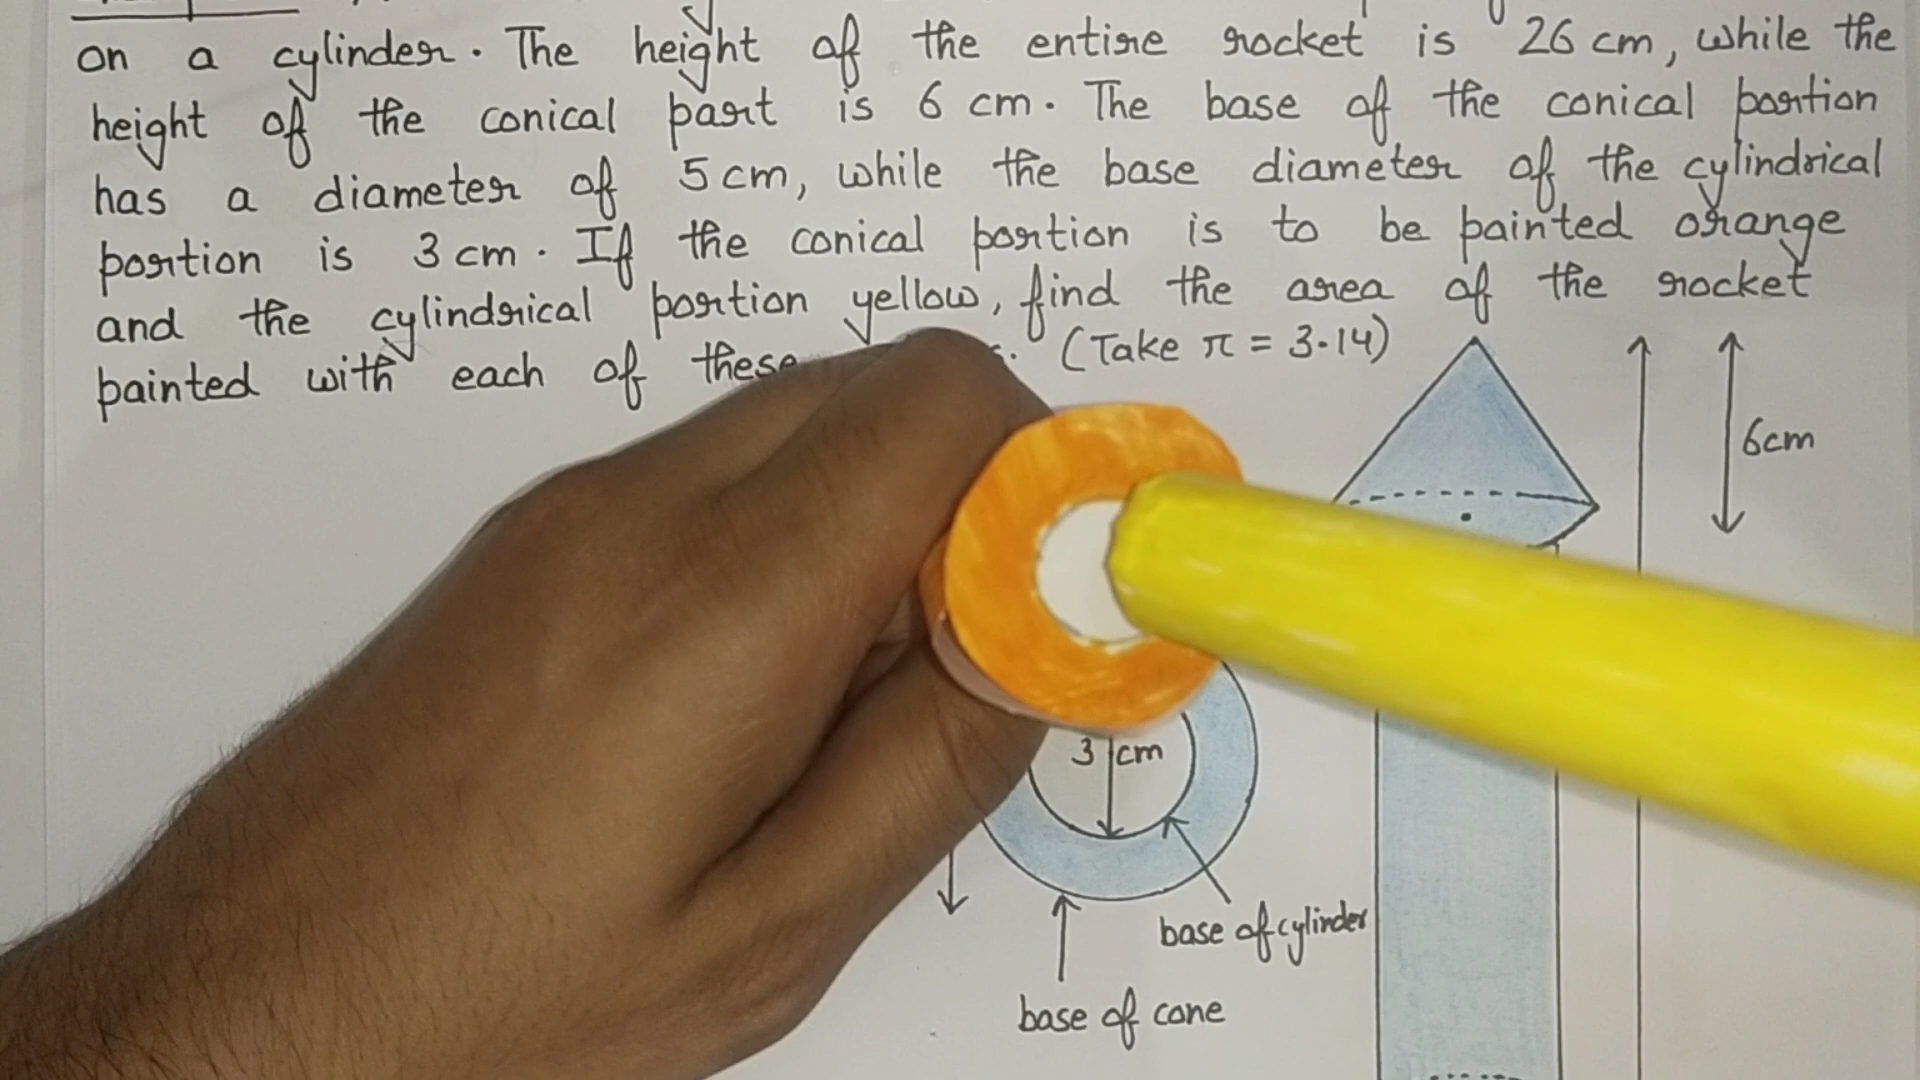 on a cylinder. The height of the entire rocket is 26 cm, while the
height of the conical part is 6 cm. The base of the conical portion
has a diameter of 5 cm, while the base diameter of the cylindrical
portion is 3 cm. If the conical portion is to be painted orange
and the cylindrical portion yellow, find the area of the rocket
painted with each of these (Take π = 3.14)
6cm
3 cm
base of cylinder
base of cone